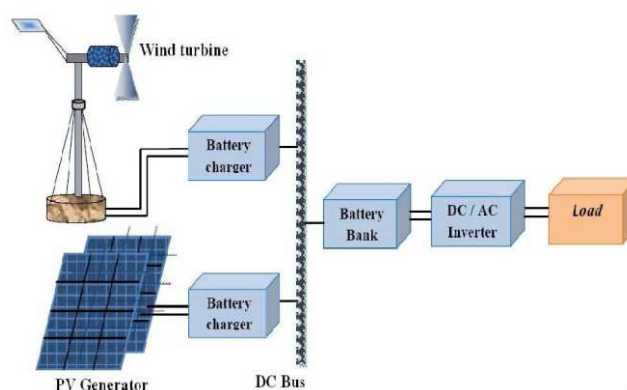 Wind turbine
Battery
charger
Battery
Bank
DC / AC
Inverter
Load
Battery
charger
PV Generator
DC Bus